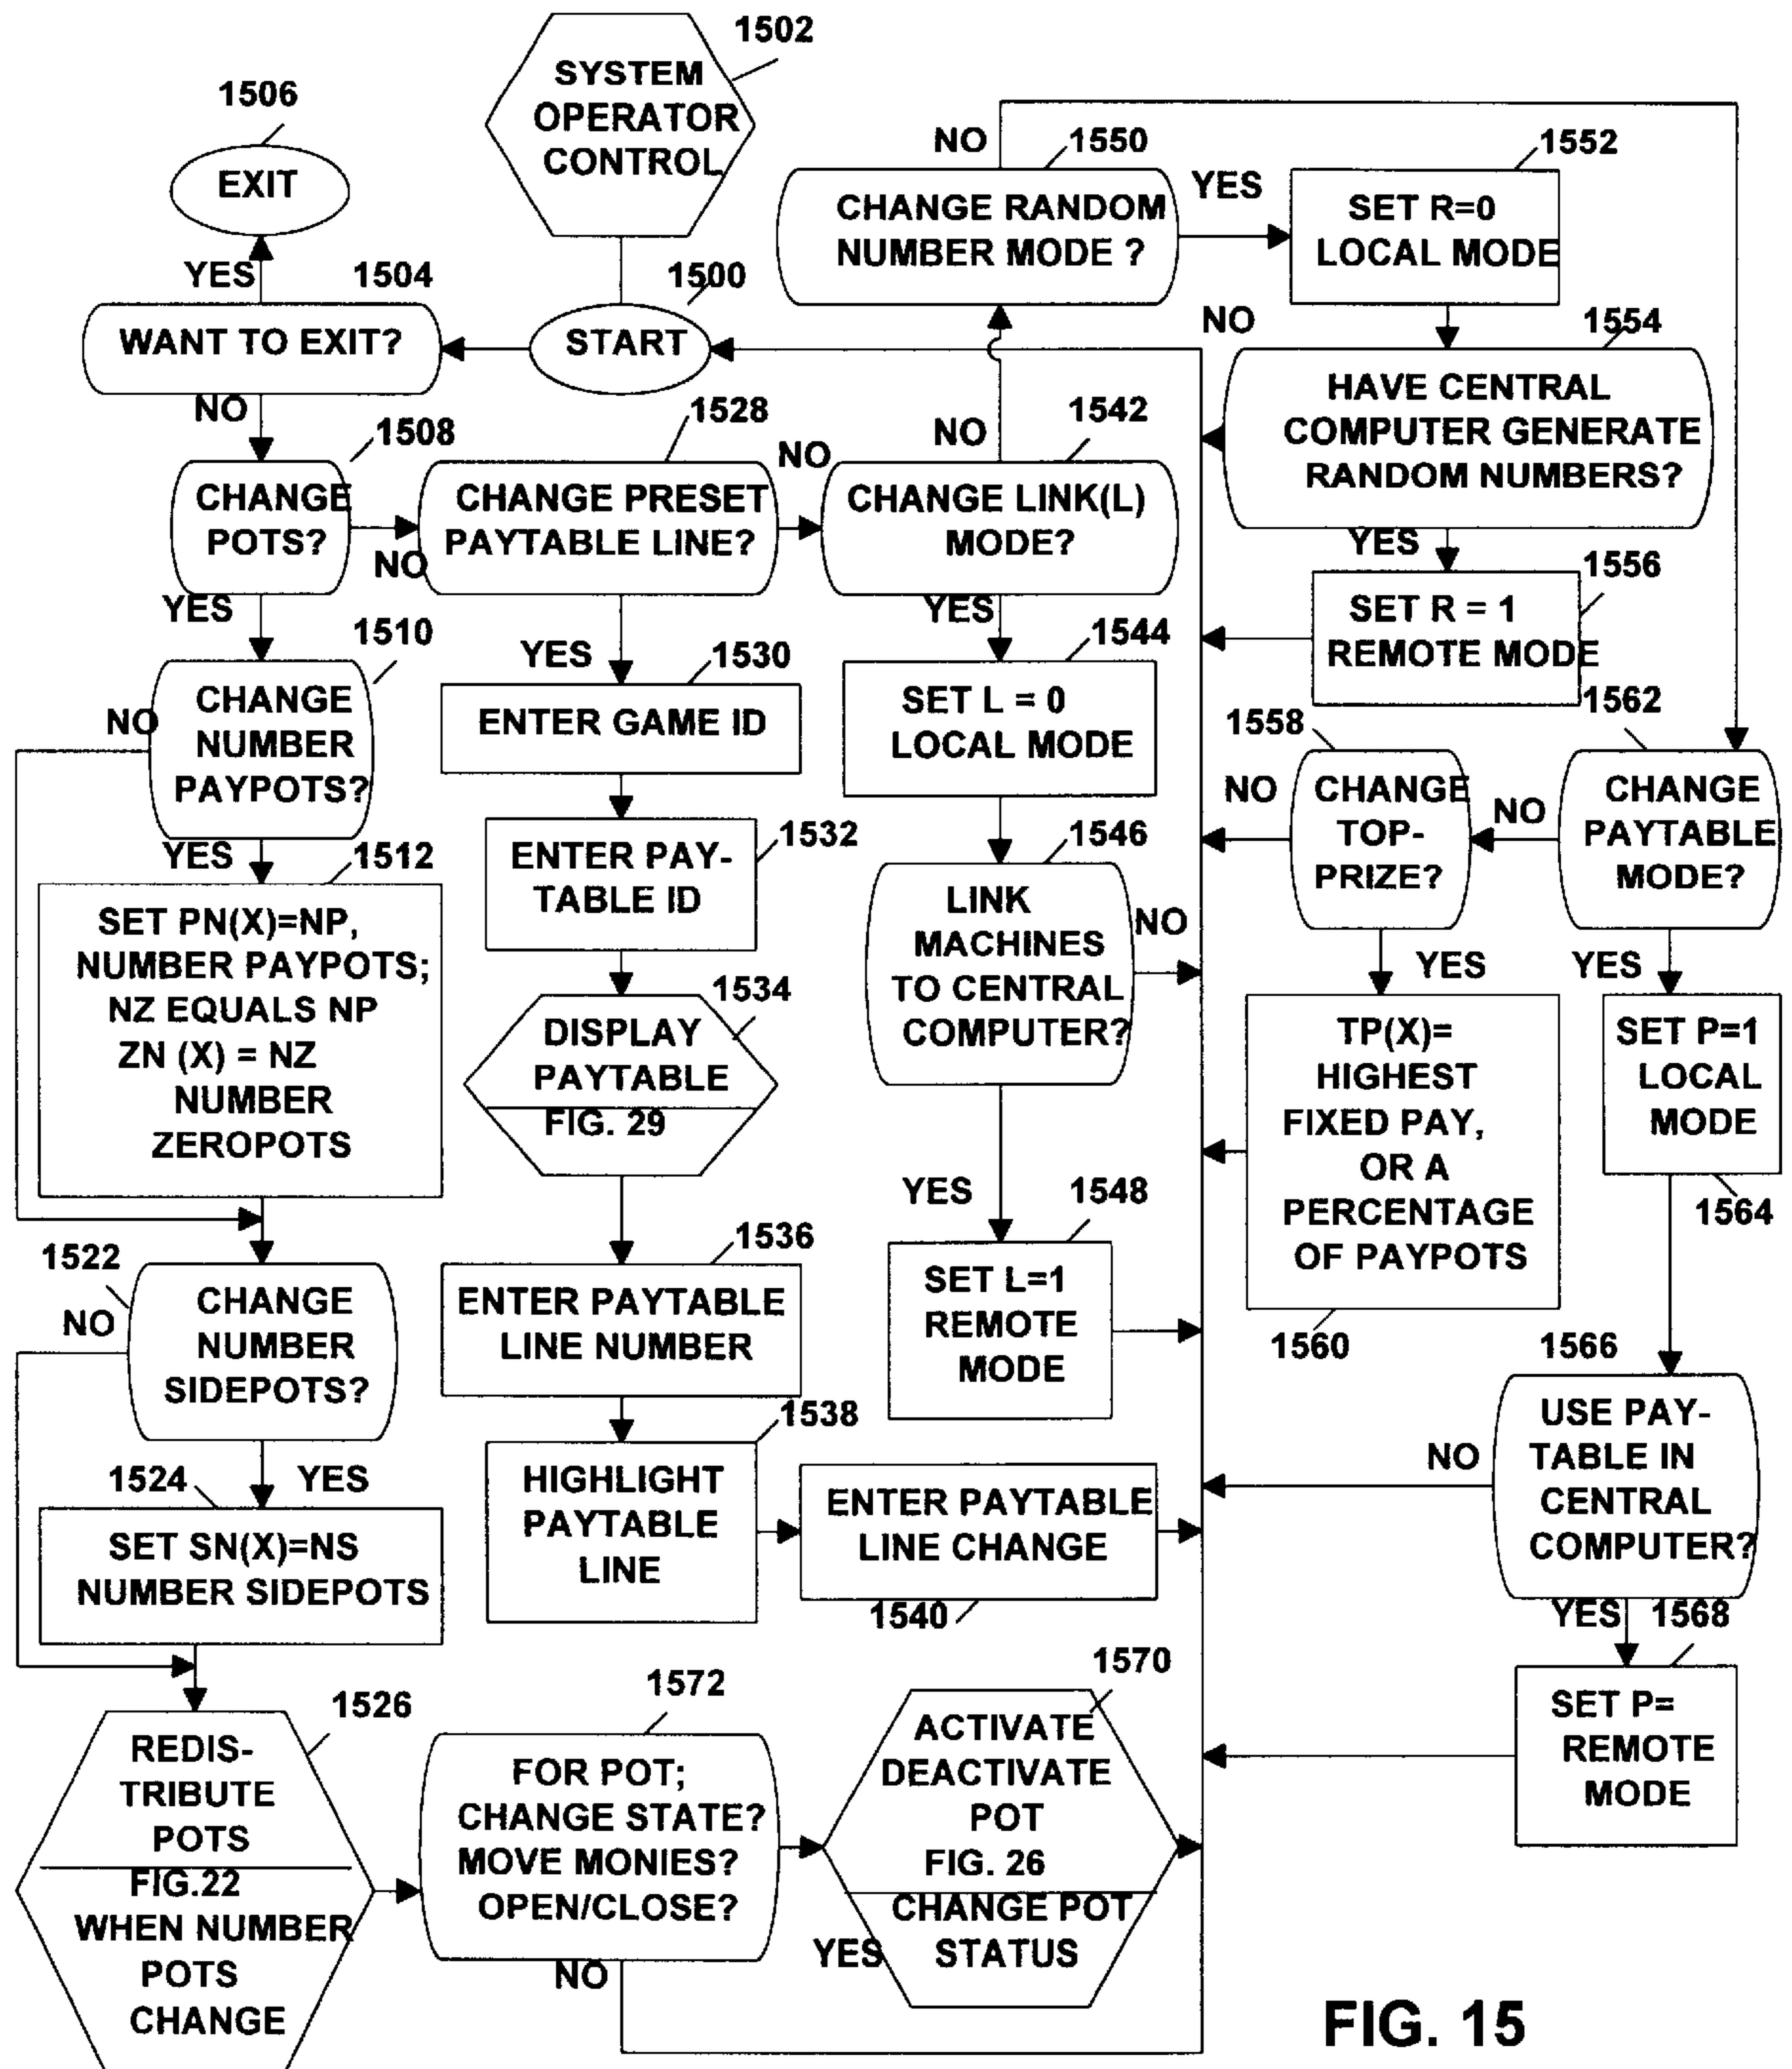 1502
SYSTEM
OPERATOR
CONTROL
1506
EXIT
YES
1504
WANT TO EXIT?
NO
1500
START
1508
CHANGE
POTS?
NO
YES
1510
CHANGE
NUMBER
PAYPOTS?
NO
YES
1512
SET PN(X)=NP,
NUMBER PAYPOTS;
NZ EQUALS NP
ZN (X) = NZ
NUMBER
ZEROPOTS
1522
NO
CHANGE
NUMBER
SIDEPOTS?
YES
1524
SET SN(X)=NS
NUMBER SIDEPOTS
1526
REDIS-
TRIBUTE
POTS
FIG.22
WHEN NUMBER
POTS
CHANGE
1528
CHANGE PRESET
PAYTABLE LINE?
NO
YES
1530
ENTER GAME ID
1532
ENTER PAY-
TABLE ID
1534
DISPLAY
PAYTABLE
FIG. 29
1536
ENTER PAYTABLE
LINE NUMBER
1538
HIGHLIGHT
PAYTABLE
LINE
ENTER PAYTABLE
LINE CHANGE
1540
1572
FOR POT;
CHANGE STATE?
MOVE MONIES?
OPEN/CLOSE?
NO
YES
1570
ACTIVATE
DEACTIVATE
POT
FIG. 26
CHANGE POT
STATUS
1542
NO
CHANGE LINK(L)
MODE?
YES
1544
SET L = 0
LOCAL MODE
1546
LINK
MACHINES
TO CENTRAL
COMPUTER?
NO
YES
1548
SET L=1
REMOTE
MODE
NO
1550
CHANGE RANDOM
NUMBER MODE ?
YES
1552
SET R=0
LOCAL MODE
NO
1554
HAVE CENTRAL
COMPUTER GENERATE
RANDOM NUMBERS?
YES
1556
SET R = 1
REMOTE MODE
1558
NO
CHANGE
TOP-
PRIZE?
YES
TP(X)=
HIGHEST
FIXED PAY,
OR A
PERCENTAGE
OF PAYPOTS
1560
1562
NO
CHANGE
PAYTABLE
MODE?
YES
SET P=1
LOCAL
MODE
1564
1566
NO
USE PAY-
TABLE IN
CENTRAL
COMPUTER?
YES
1568
SET P=
REMOTE
MODE
FIG. 15